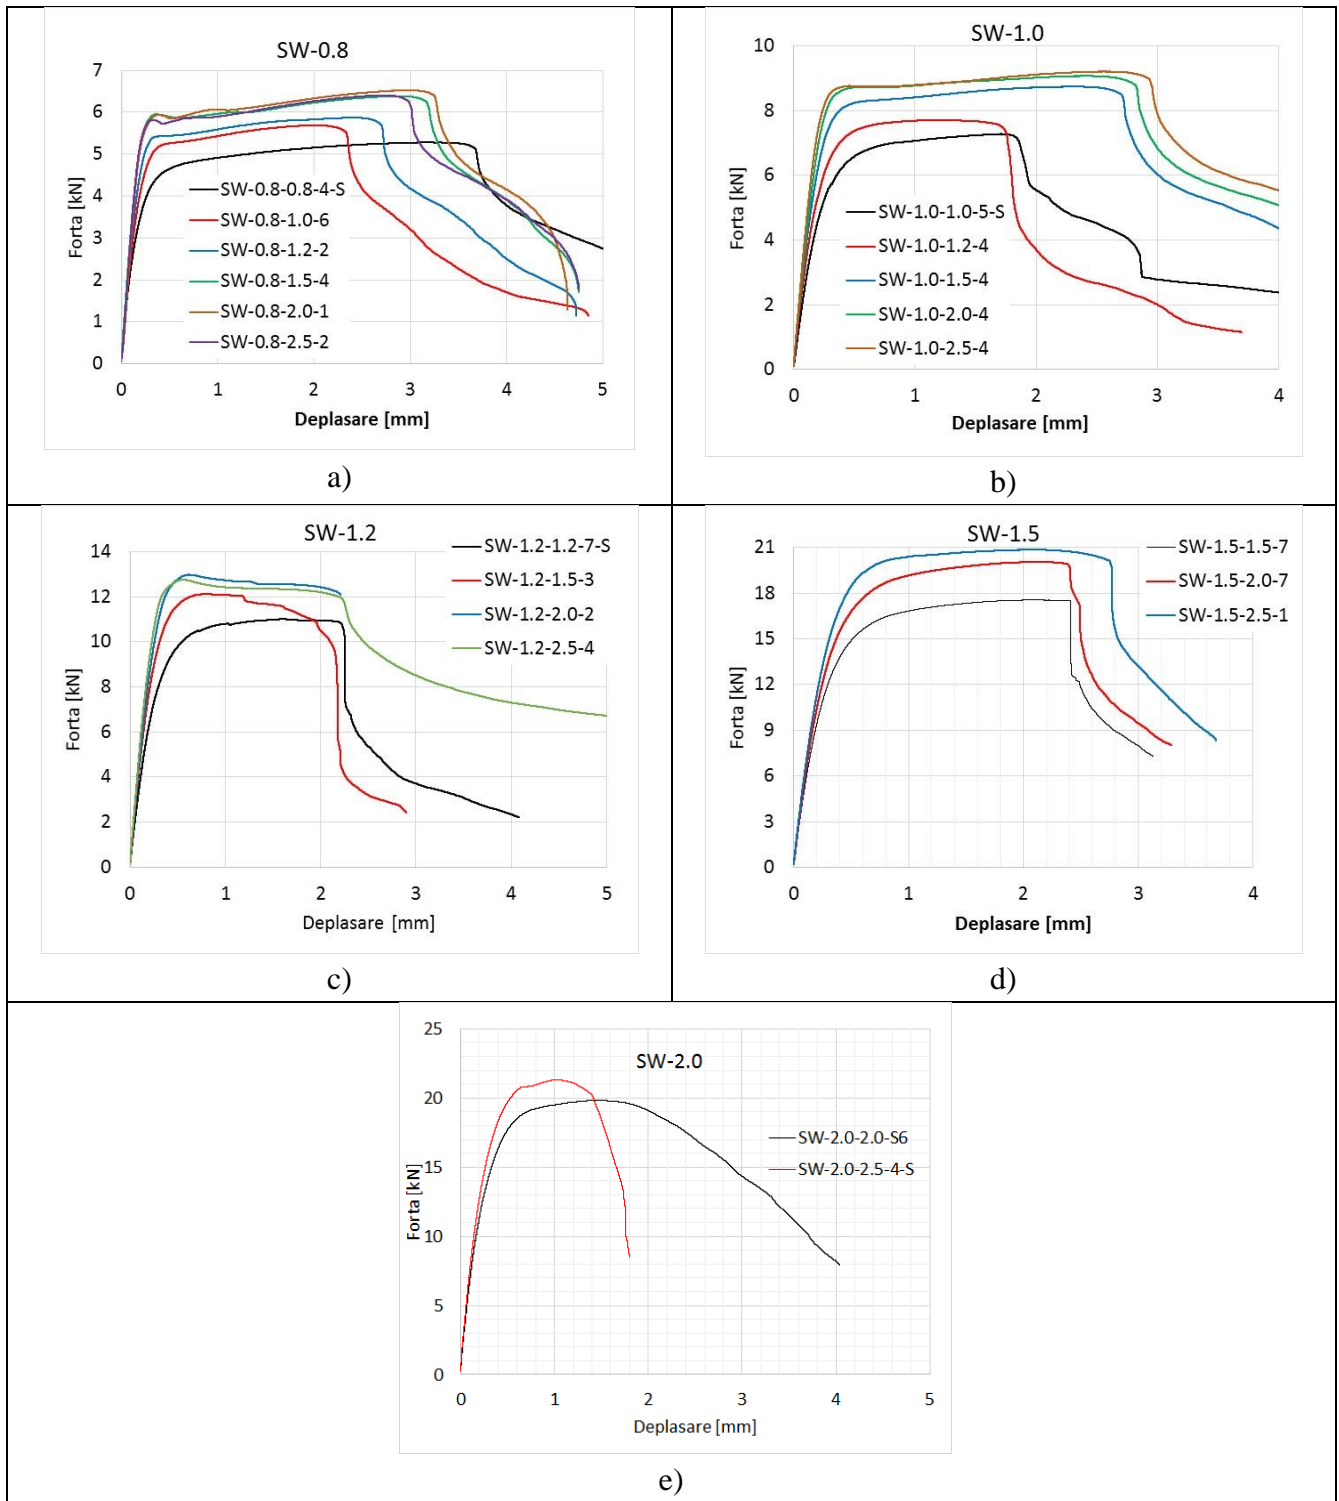 SW-0.8
7
6
5
4
3
2
1
0
Forta [kN]
SW-0.8-0.8-4-S
SW-0.8-1.0-6
SW-0.8-1.2-2
SW-0.8-1.5-4
SW-0.8-2.0-1
SW-0.8-2.5-2
0 1 2 3 4 5
Deplasare [mm]
a)
SW-1.0
10
8
6
4
2
0
Forta [kN]
SW-1.0-1.0-5-S
SW-1.0-1.2-4
SW-1.0-1.5-4
SW-1.0-2.0-4
SW-1.0-2.5-4
0 1 2 3 4
Deplasare [mm]
b)
SW-1.2
14
12
10
8
6
4
2
0
Forta [kN]
SW-1.2-1.2-7-S
SW-1.2-1.5-3
SW-1.2-2.0-2
SW-1.2-2.5-4
0 1 2 3 4 5
Deplasare [mm]
c)
SW-1.5
21
18
15
12
9
6
3
0
Forta [kN]
SW-1.5-1.5-7
SW-1.5-2.0-7
SW-1.5-2.5-1
0 1 2 3 4
Deplasare [mm]
d)
SW-2.0
25
20
15
10
5
0
Forta [kN]
SW-2.0-2.0-S6
SW-2.0-2.5-4-S
0 1 2 3 4 5
Deplasare [mm]
e)